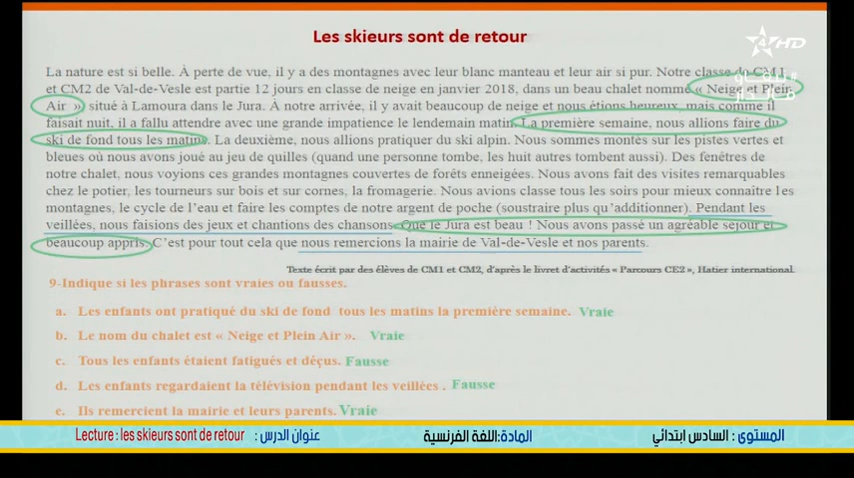 4 HD
Les skieurs sont de retour
La nature est si belle. À perte de vue, il y a des montagnes avec leur blanc manteau et leur air si pur. Notre classe de CM1
et CM2 de Val-de-Vesle est partie 12 jours en classe de neige en janvier 2018, dans un beau chalet nommé « Neige et Plein
Air » situé à Lamoura dans le Jura. À notre arrivée, il y avait beaucoup de neige et nous étions heureux, mais comme il
faisait nuit, il a fallu attendre avec une grande impatience le lendemain matin. La première semaine, nous allions faire du
ski de fond tous les matins. La deuxième, nous allions pratiquer du ski alpin. Nous sommes montés sur les pistes vertes et
bleues où nous avons joué au jeu de quilles (quand une personne tombe, les huit autres tombent aussi). Des fenêtres de
notre chalet, nous voyions ces grandes montagnes couvertes de forêts enneigées. Nous avons fait des visites remarquables
chez le potier, les tourneurs sur bois et sur cornes, la fromagerie. Nous avions classe tous les soirs pour mieux connaître les
montagnes, le cycle de l'eau et faire les comptes de notre argent de poche (soustraire plus qu'additionner). Pendant les
veillées, nous faisions des jeux et chantions des chansons. Que le Jura est beau ! Nous avons passé un agréable séjour et
beaucoup appris. C'est pour tout cela que nous remercions la mairie de Val-de-Vesle et nos parents.
Texte écrit par des élèves de CM1 et CM2, d'après le livret d'activités « Parcours CE2 », Hatier international.
9-Indique si les phrases sont vraies ou fausses.
a. Les enfants ont pratiqué du ski de fond tous les matins la première semaine. Vraie
b. Le nom du chalet est « Neige et Plein Air ». Vraie
c. Tous les enfants étaient fatigués et déçus. Fausse
d. Les enfants regardaient la télévision pendant les veillées . Fausse
e. Ils remercient la mairie et leurs parents. Vraie
المستوى : السادس ابتدائي المادة:اللغة الفرنسية عنوان الدرس : Lecture : les skieurs sont de retour